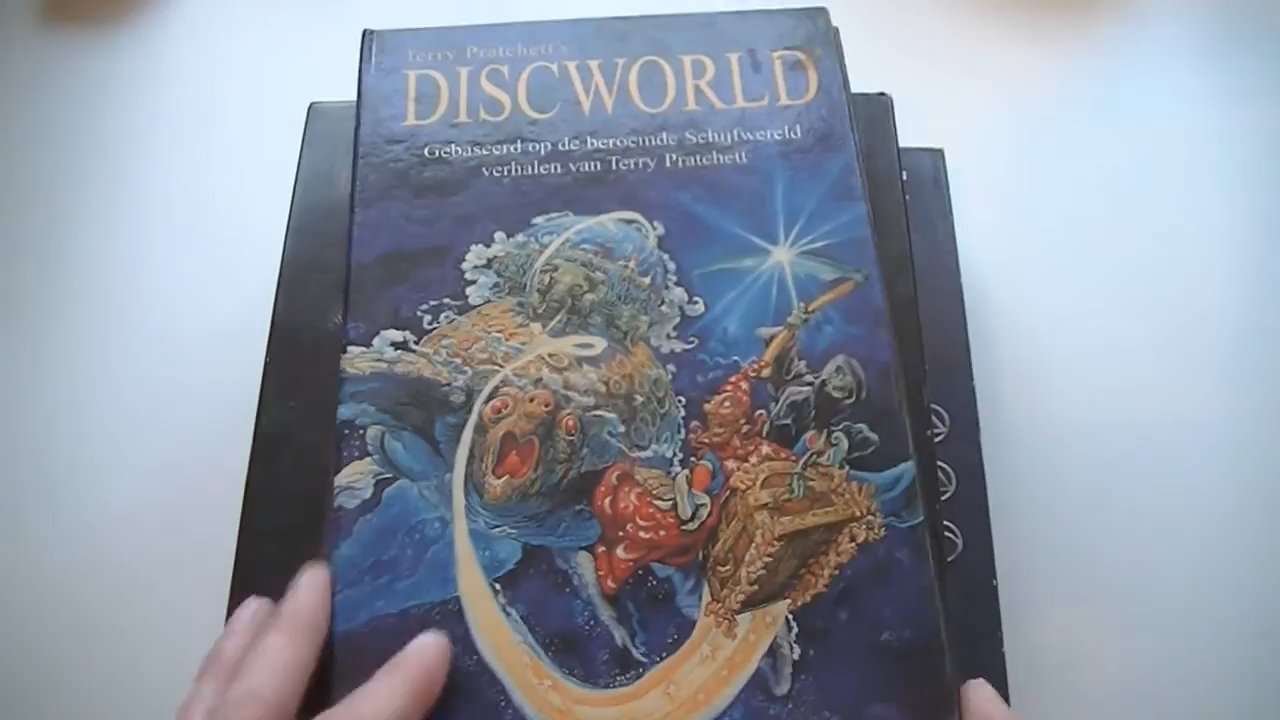 Terry Pratchett's
DISCWORLD
Gebaseerd op de beroemde Schijfwereld
verhalen van Terry Pratchett